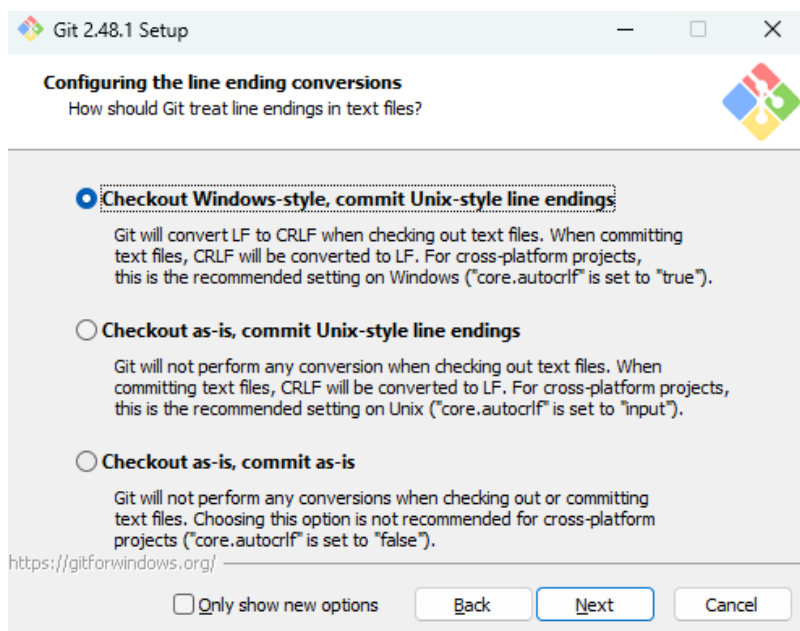 Git 2.48.1 Setup
Configuring the line ending conversions
How should Git treat line endings in text files?
Checkout Windows-style, commit Unix-style line endings
Git will convert LF to CRLF when checking out text files. When committing
text files, CRLF will be converted to LF. For cross-platform projects,
this is the recommended setting on Windows ("core.autocrlf" is set to "true").
Checkout as-is, commit Unix-style line endings
Git will not perform any conversion when checking out text files. When
committing text files, CRLF will be converted to LF. For cross-platform projects,
this is the recommended setting on Unix ("core.autocrlf" is set to "input").
Checkout as-is, commit as-is
Git will not perform any conversions when checking out or committing
text files. Choosing this option is not recommended for cross-platform
projects ("core.autocrlf" is set to "false").
https://gitforwindows.org/
Only show new options
Back
Next
Cancel